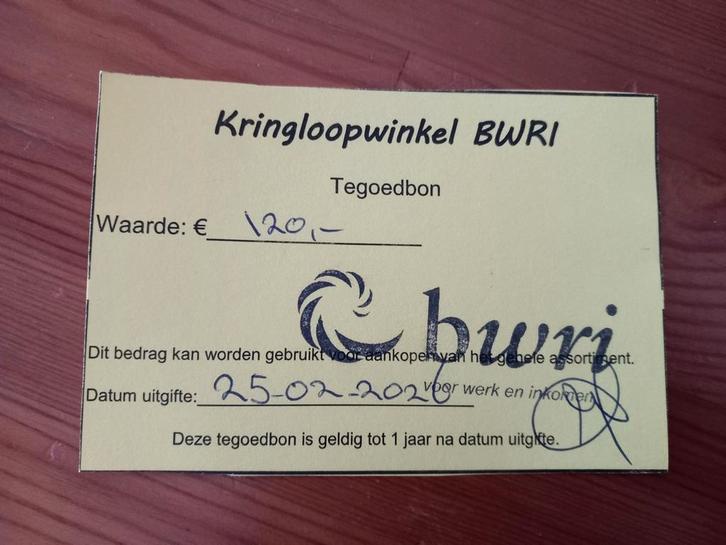 Kringloopwinkel BWRI
Tegoedbon
Waarde: € 120,-
bwri
Dit bedrag kan worden gebruikt voor aankopen van het gehele assortiment.
voor werk en inkomen
Datum uitgifte: 25-02-2026
Deze tegoedbon is geldig tot 1 jaar na datum uitgifte.